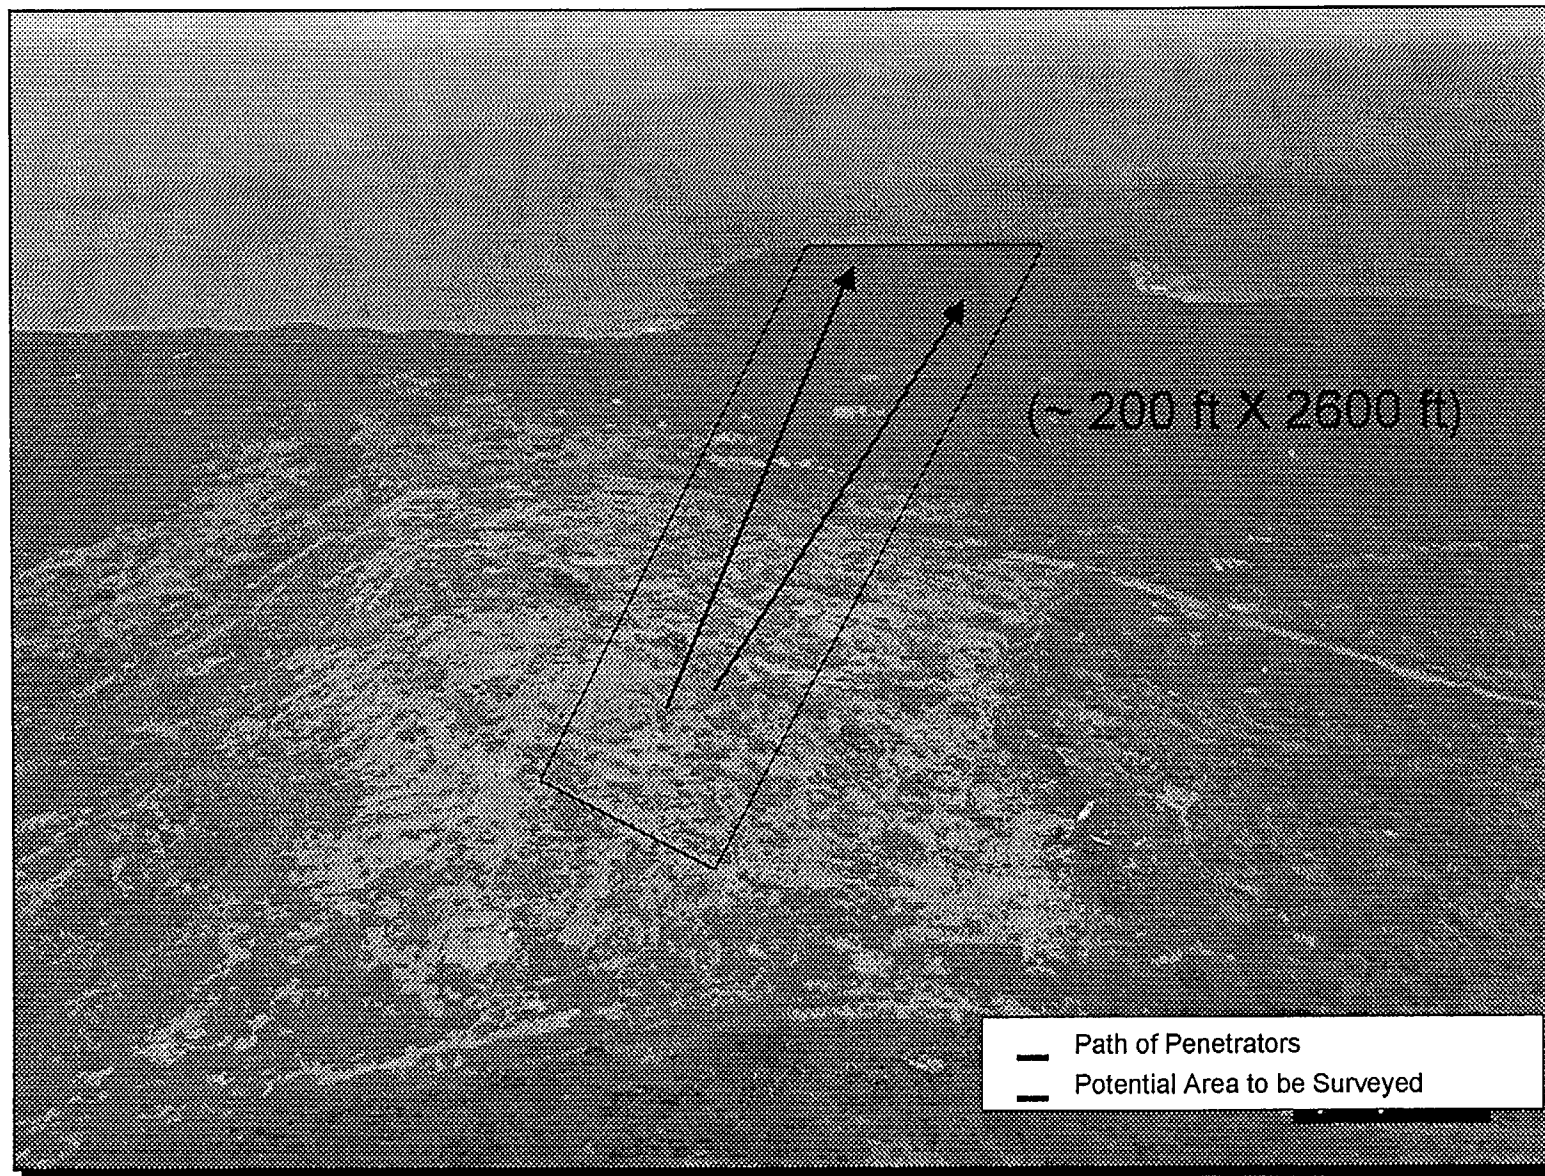 (~ 200 ft X 2600 ft)
Path of Penetrators
Potential Area to be Surveyed